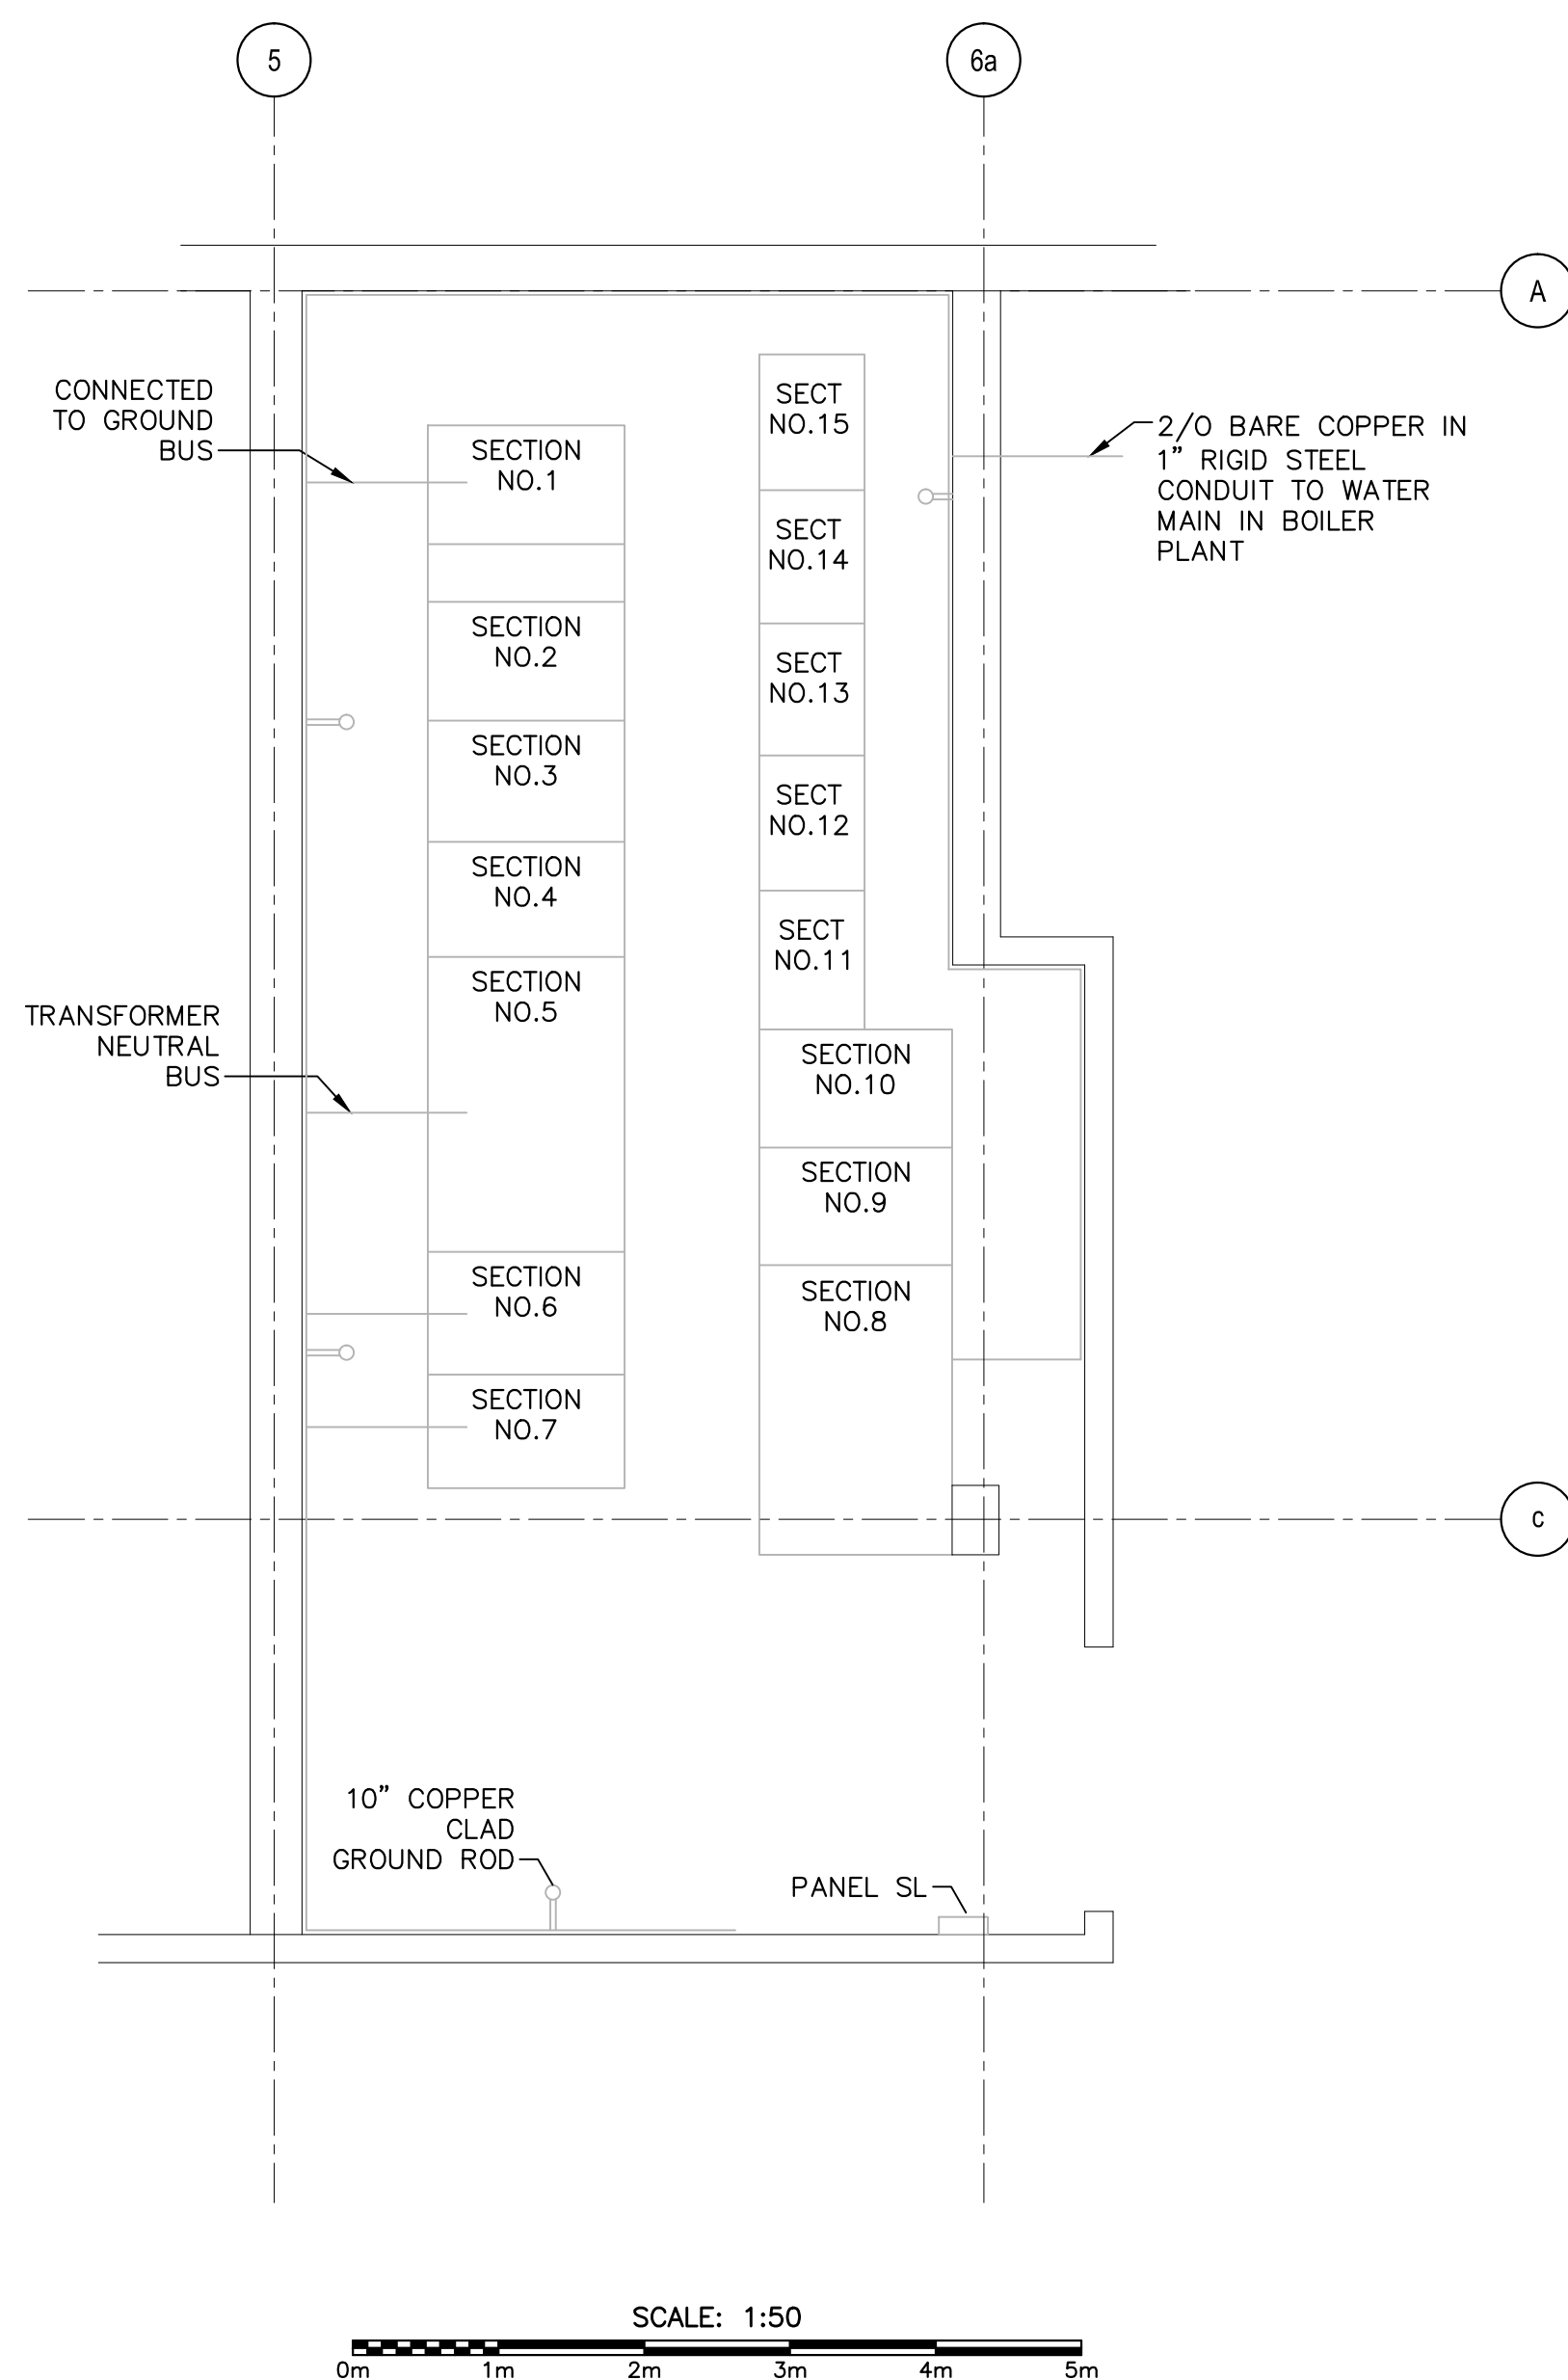 5
6a
A
CONNECTED
TO GROUND
BUS
SECTION
NO.1
SECT
NO.15
2/0 BARE COPPER IN
1" RIGID STEEL
CONDUIT TO WATER
MAIN IN BOILER
PLANT
SECT
NO.14
SECTION
NO.2
SECT
NO.13
SECTION
NO.3
SECT
NO.12
SECTION
NO.4
SECT
NO.11
SECTION
NO.5
TRANSFORMER
NEUTRAL
BUS
SECTION
NO.10
SECTION
NO.9
SECTION
NO.6
SECTION
NO.8
SECTION
NO.7
c
10" COPPER
CLAD
GROUND ROD
PANEL SL
SCALE: 1:50
0m 1m 2m 3m 4m 5m